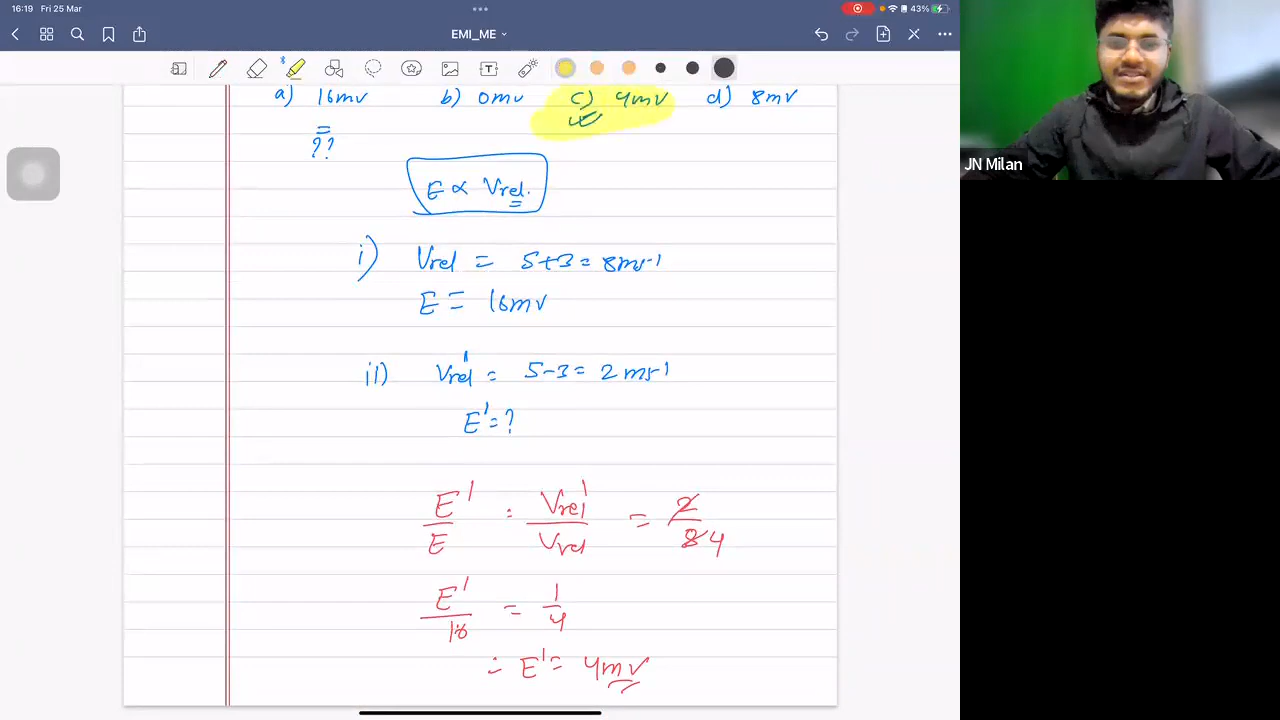 16:19 Fri 25 Mar
43%
EMI_ME
a) 16mv b) 0mv c) 4mv d) 8mv
= ??
E ∝ Vrel.
i) Vrel = 5+3 = 8ms-1
E = 16mv
ii) Vrel' = 5-3 = 2ms-1
E' = ?
E'/E = Vrel'/Vrel = 2/8 4
E'/16 = 1/4
∴ E' = 4mv
JN Milan